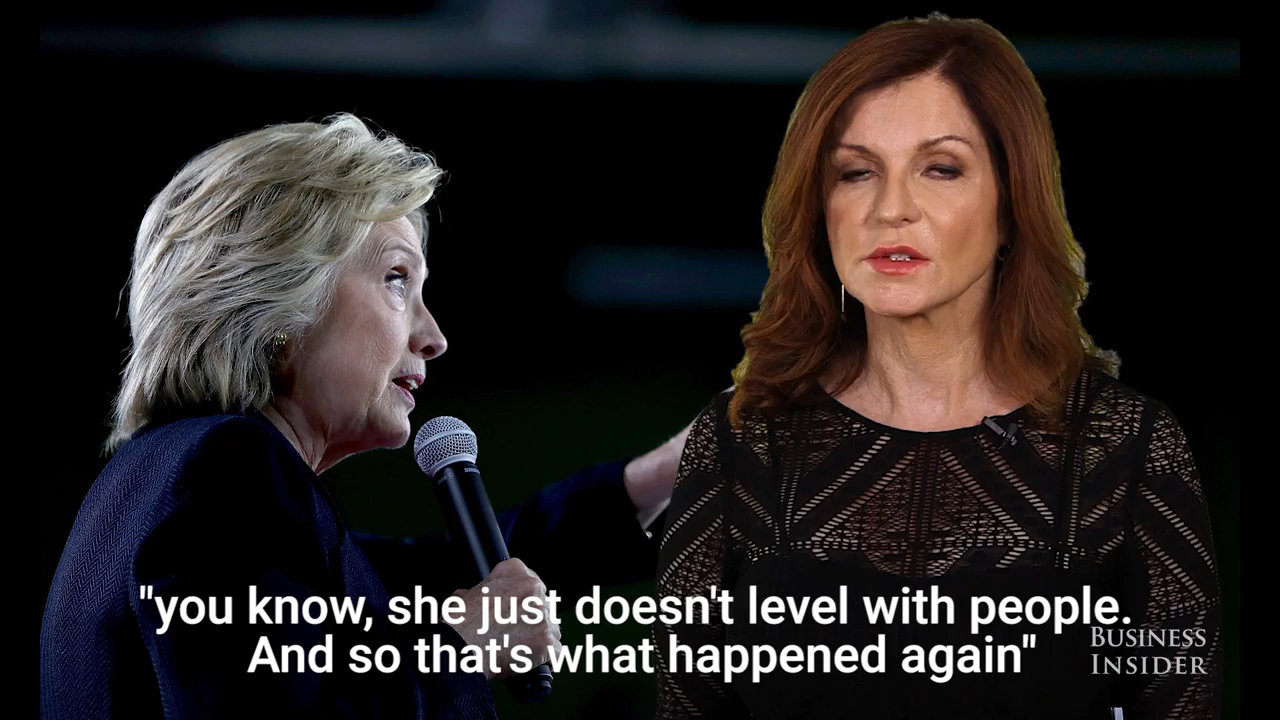 "you know, she just doesn't level with people.
And so that's what happened again"
BUSINESS
INSIDER